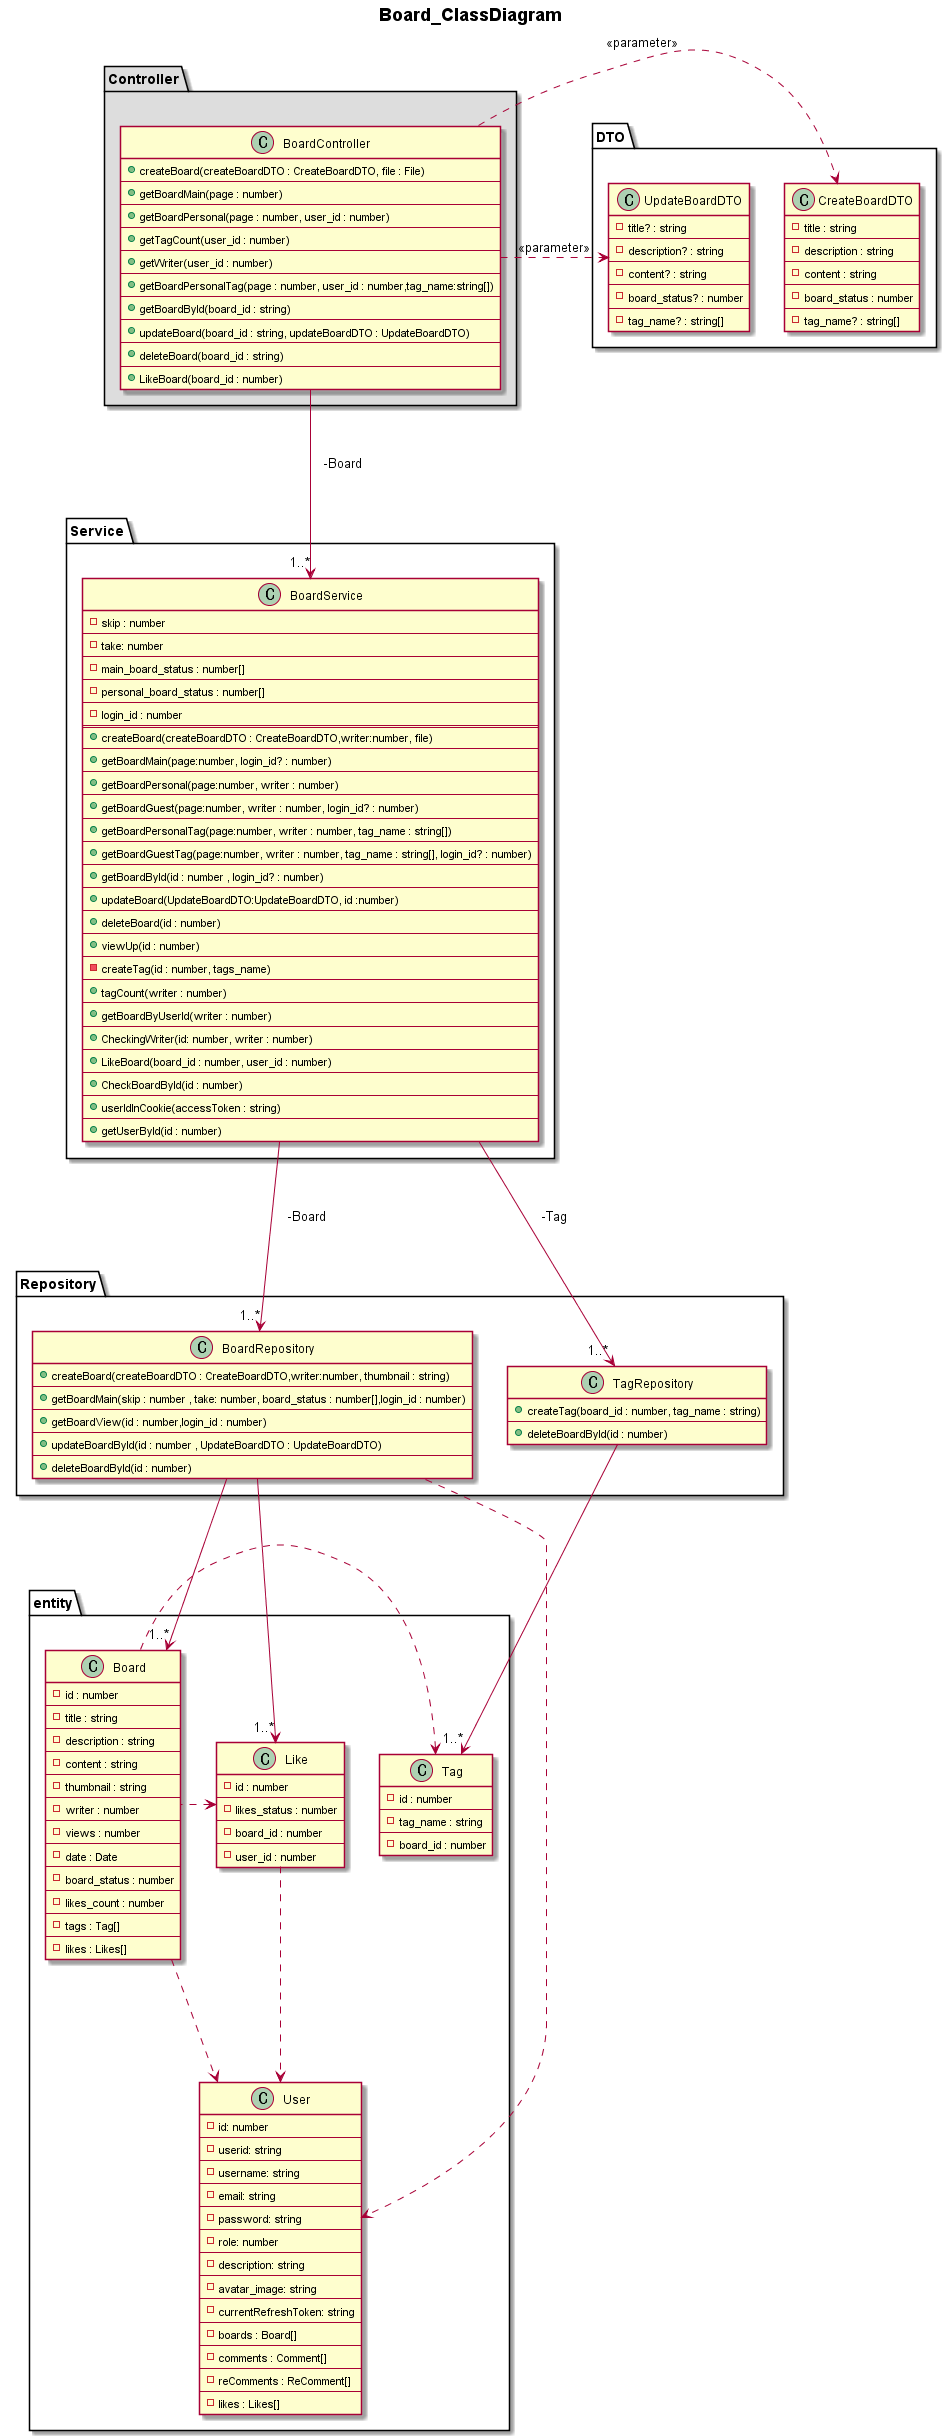 Board_ClassDiagram
«parameter»
Controller
C BoardController
createBoard(createBoardDTO : CreateBoardDTO, file : File)
getBoardMain(page : number)
getBoardPersonal(page : number, user_id : number)
getTagCount(user_id : number)
getWriter(user_id : number)
getBoardPersonalTag(page : number, user_id : number,tag_name:string[])
getBoardById(board_id : string)
updateBoard(board_id : string, updateBoardDTO : UpdateBoardDTO)
deleteBoard(board_id : string)
LikeBoard(board_id : number)
«parameter»
DTO
C UpdateBoardDTO
title? : string
description? : string
content? : string
board_status? : number
tag_name? : string[]
C CreateBoardDTO
title : string
description : string
content : string
board_status : number
tag_name? : string[]
-Board
1..*
Service
C BoardService
skip : number
take: number
main_board_status : number[]
personal_board_status : number[]
login_id : number
createBoard(createBoardDTO : CreateBoardDTO,writer:number, file)
getBoardMain(page:number, login_id? : number)
getBoardPersonal(page:number, writer : number)
getBoardGuest(page:number, writer : number, login_id? : number)
getBoardPersonalTag(page:number, writer : number, tag_name : string[])
getBoardGuestTag(page:number, writer : number, tag_name : string[], login_id? : number)
getBoardById(id : number , login_id? : number)
updateBoard(UpdateBoardDTO:UpdateBoardDTO, id :number)
deleteBoard(id : number)
viewUp(id : number)
createTag(id : number, tags_name)
tagCount(writer : number)
getBoardByUserId(writer : number)
CheckingWriter(id: number, writer : number)
LikeBoard(board_id : number, user_id : number)
CheckBoardById(id : number)
userIdInCookie(accessToken : string)
getUserById(id : number)
-Board
-Tag
1..*
1..*
Repository
C BoardRepository
createBoard(createBoardDTO : CreateBoardDTO,writer:number, thumbnail : string)
getBoardMain(skip : number , take: number, board_status : number[],login_id : number)
getBoardView(id : number,login_id : number)
updateBoardById(id : number , UpdateBoardDTO : UpdateBoardDTO)
deleteBoardById(id : number)
C TagRepository
createTag(board_id : number, tag_name : string)
deleteBoardById(id : number)
entity
1..*
C Board
id : number
title : string
description : string
content : string
thumbnail : string
writer : number
views : number
date : Date
board_status : number
likes_count : number
tags : Tag[]
likes : Likes[]
1..*
C Like
id : number
likes_status : number
board_id : number
user_id : number
1..*
C Tag
id : number
tag_name : string
board_id : number
C User
id: number
userid: string
username: string
email: string
password: string
role: number
description: string
avatar_image: string
currentRefreshToken: string
boards : Board[]
comments : Comment[]
reComments : ReComment[]
likes : Likes[]